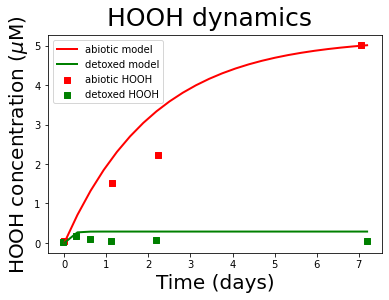 HOOH dynamics
HOOH concentration (μM)
5
4
3
2
1
0
abiotic model
detoxed model
abiotic HOOH
detoxed HOOH
0 1 2 3 4 5 6 7
Time (days)